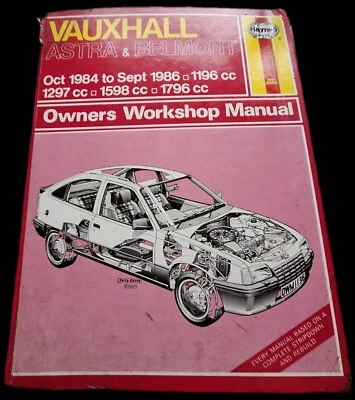 VAUXHALL
ASTRA & BELMONT
Haynes
Oct 1984 to Sept 1986 □ 1196 cc
1297 cc □ 1598 cc □ 1796 cc
Owners Workshop Manual
EVERY MANUAL BASED ON A
COMPLETE STRIPDOWN
AND REBUILD